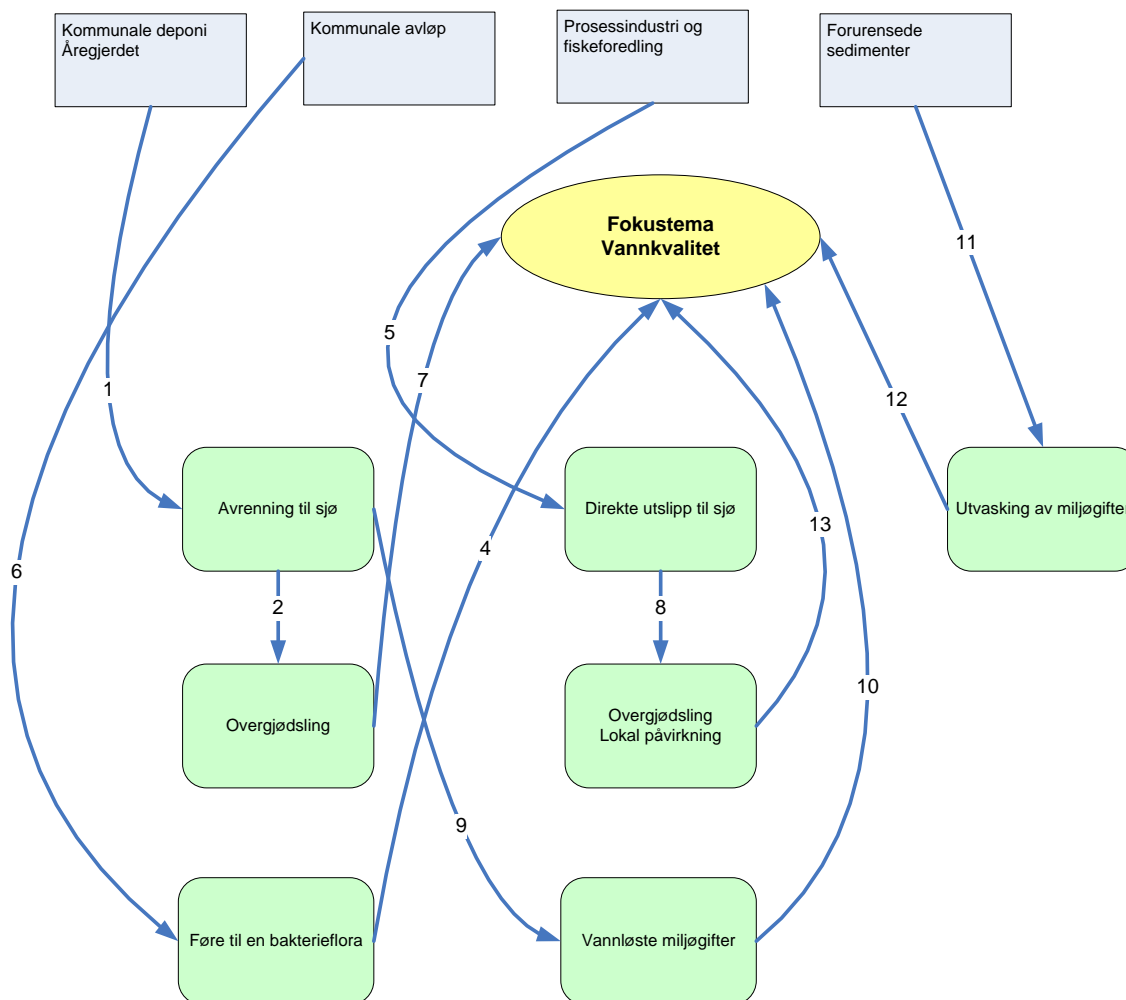 Kommunale deponi
Åregjerdet
Kommunale avløp
Prosessindustri og
fiskeforedling
Forurensede
sedimenter
Fokustema
Vannkvalitet
11
5
7
1
12
Avrenning til sjø
Direkte utslipp til sjø
Utvasking av miljøgifter
13
4
6
2
8
10
Overgjødsling
Overgjødsling
Lokal påvirkning
9
Føre til en bakterieflora
Vannløste miljøgifter